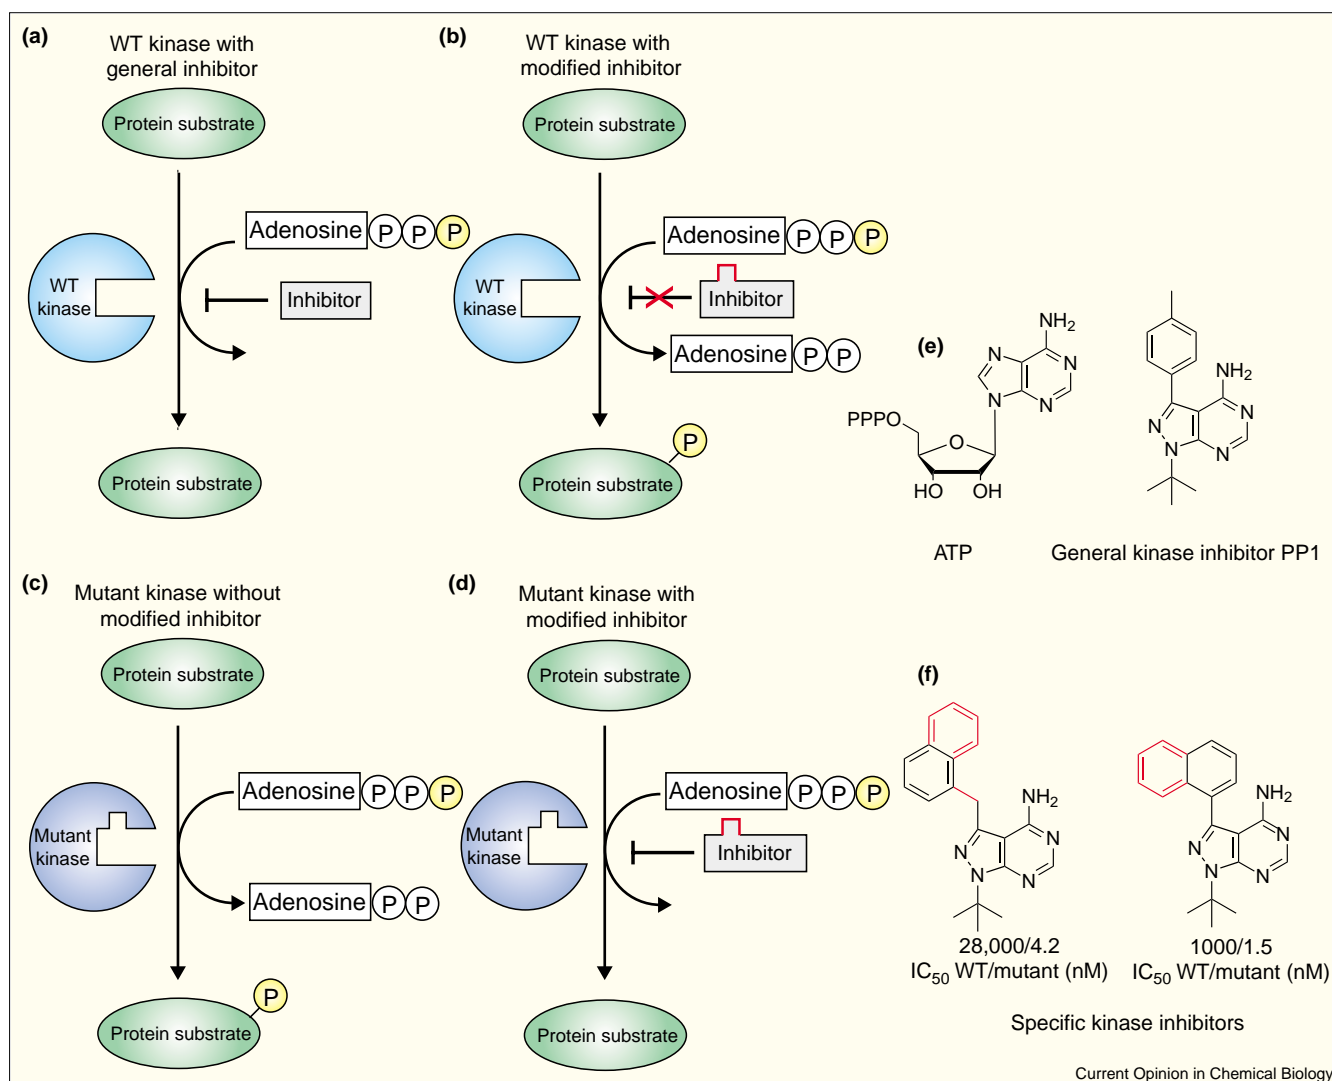 (a)
WT kinase with
general inhibitor
Protein substrate
Adenosine P P P
WT
kinase
Inhibitor
Protein substrate
(b)
WT kinase with
modified inhibitor
Protein substrate
Adenosine P P P
WT
kinase
Inhibitor
Adenosine P P
P
Protein substrate
(e)
NH2
N
N
N
N
PPPO
O
HO
OH
ATP
NH2
N
N
N
N
General kinase inhibitor PP1
(c)
Mutant kinase without
modified inhibitor
Protein substrate
Adenosine P P P
Mutant
kinase
Adenosine P P
P
Protein substrate
(d)
Mutant kinase with
modified inhibitor
Protein substrate
Adenosine P P P
Mutant
kinase
Inhibitor
Protein substrate
(f)
NH2
N
N
N
N
28,000/4.2
IC50 WT/mutant (nM)
NH2
N
N
N
N
1000/1.5
IC50 WT/mutant (nM)
Specific kinase inhibitors
Current Opinion in Chemical Biology